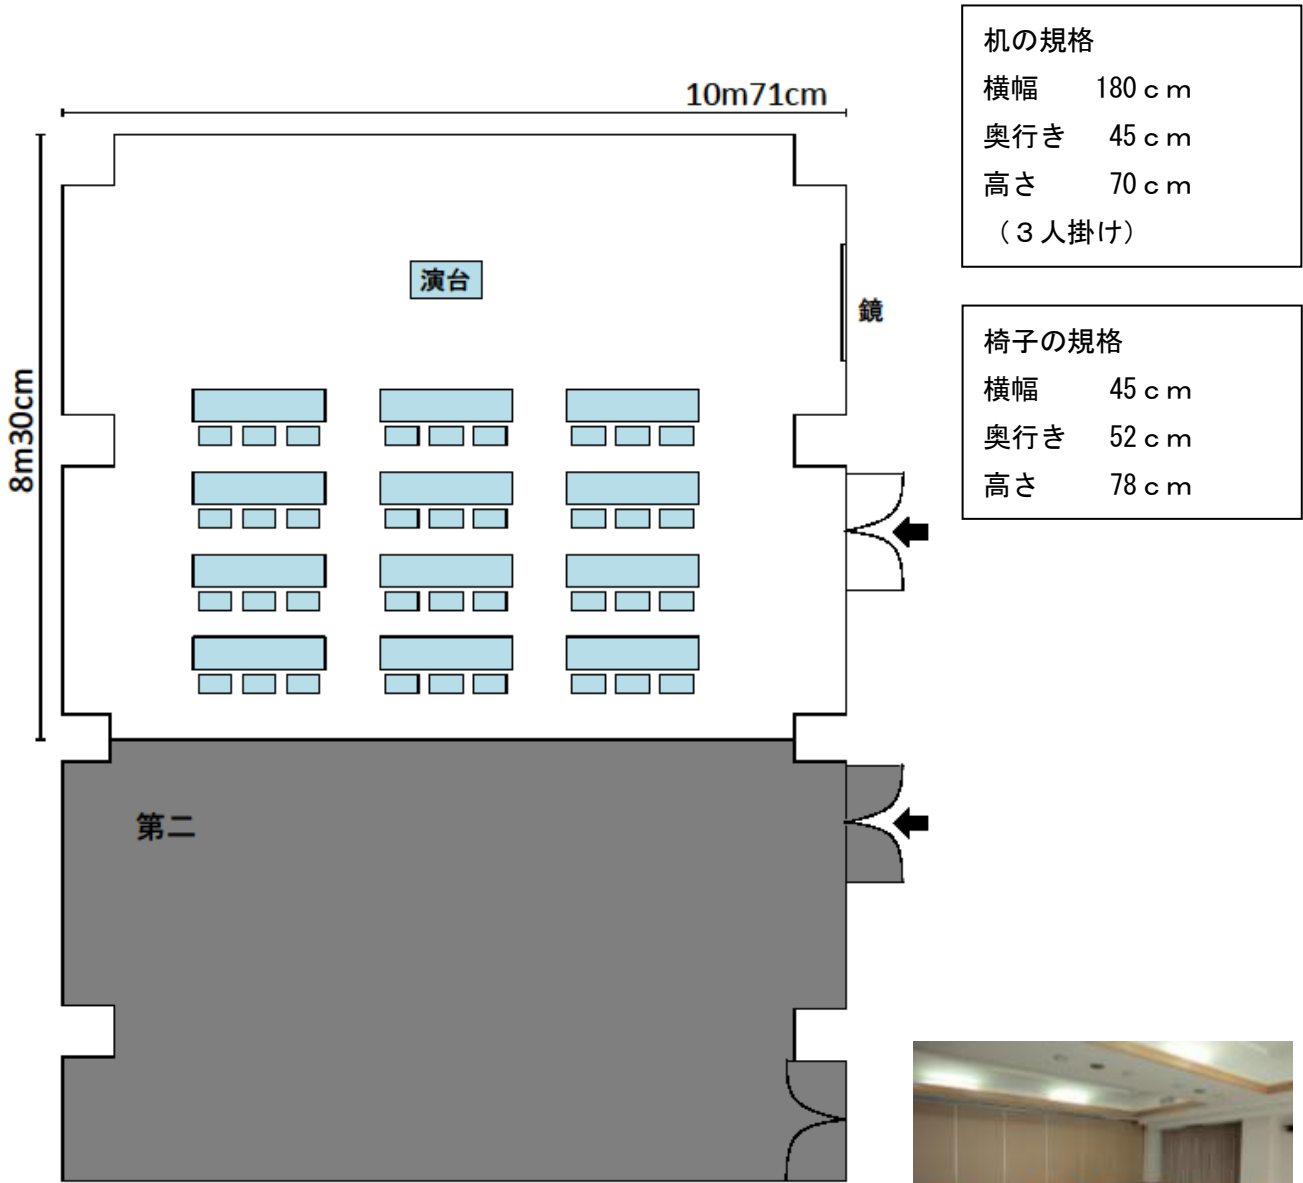 10m71cm
8m30cm
演台
鏡
第二
机の規格
横幅 180ｃｍ
奥行き 45ｃｍ
高さ 70ｃｍ
（３人掛け）
椅子の規格
横幅 45ｃｍ
奥行き 52ｃｍ
高さ 78ｃｍ